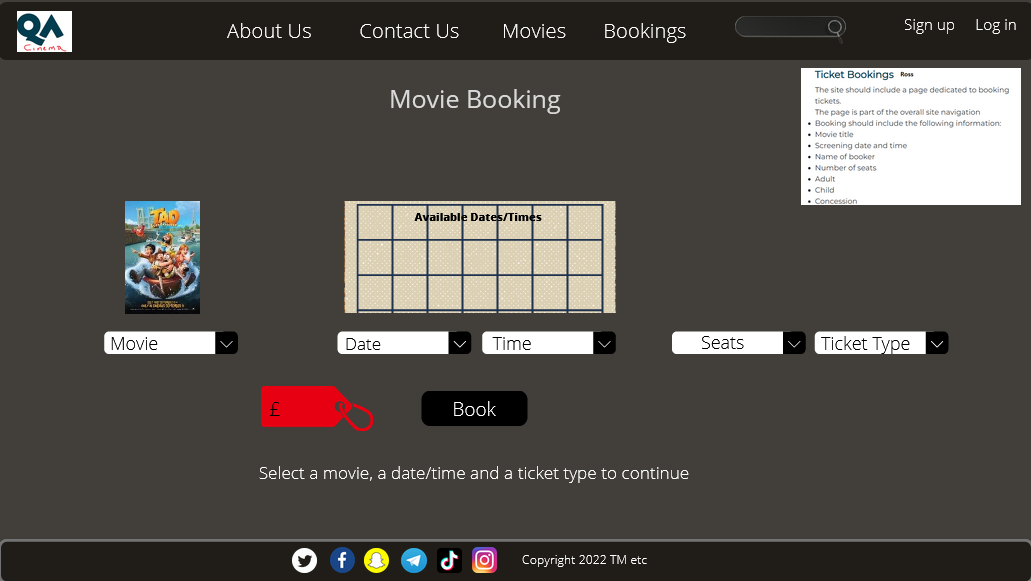 QA
Cinema
About Us
Contact Us
Movies
Bookings
Sign up
Log in
Ticket Bookings Ross
The site should include a page dedicated to booking
tickets.
The page is part of the overall site navigation
• Booking should include the following information:
• Movie title
• Screening date and time
• Name of booker
• Number of seats
• Adult
• Child
• Concession
Movie Booking
TAD
Available Dates/Times
Movie
Date
Time
Seats
Ticket Type
£
Book
Select a movie, a date/time and a ticket type to continue
Copyright 2022 TM etc